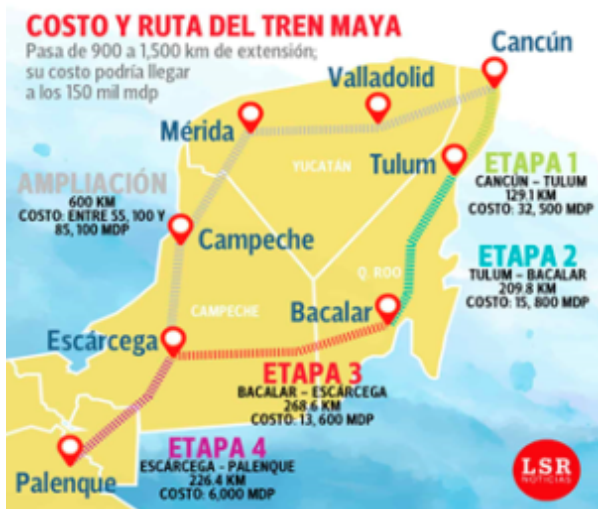 COSTO Y RUTA DEL TREN MAYA
Pasa de 900 a 1,500 km de extensión;
su costo podría llegar
a los 150 mil mdp
Cancún
Valladolid
Mérida
YUCATÁN
Tulum
ETAPA 1
CANCÚN – TULUM
129.1 KM
COSTO: 32, 500 MDP
AMPLIACIÓN
600 KM
COSTO: ENTRE 55, 100 Y
85, 100 MDP
Campeche
ETAPA 2
TULUM – BACALAR
209.8 KM
COSTO: 15, 800 MDP
Q. ROO
CAMPECHE
Bacalar
Escárcega
ETAPA 3
BACALAR – ESCÁRCEGA
268.6 KM
COSTO: 13, 600 MDP
ETAPA 4
ESCÁRCEGA - PALENQUE
226.4 KM
COSTO: 6,000 MDP
Palenque
LSR
NOTICIAS